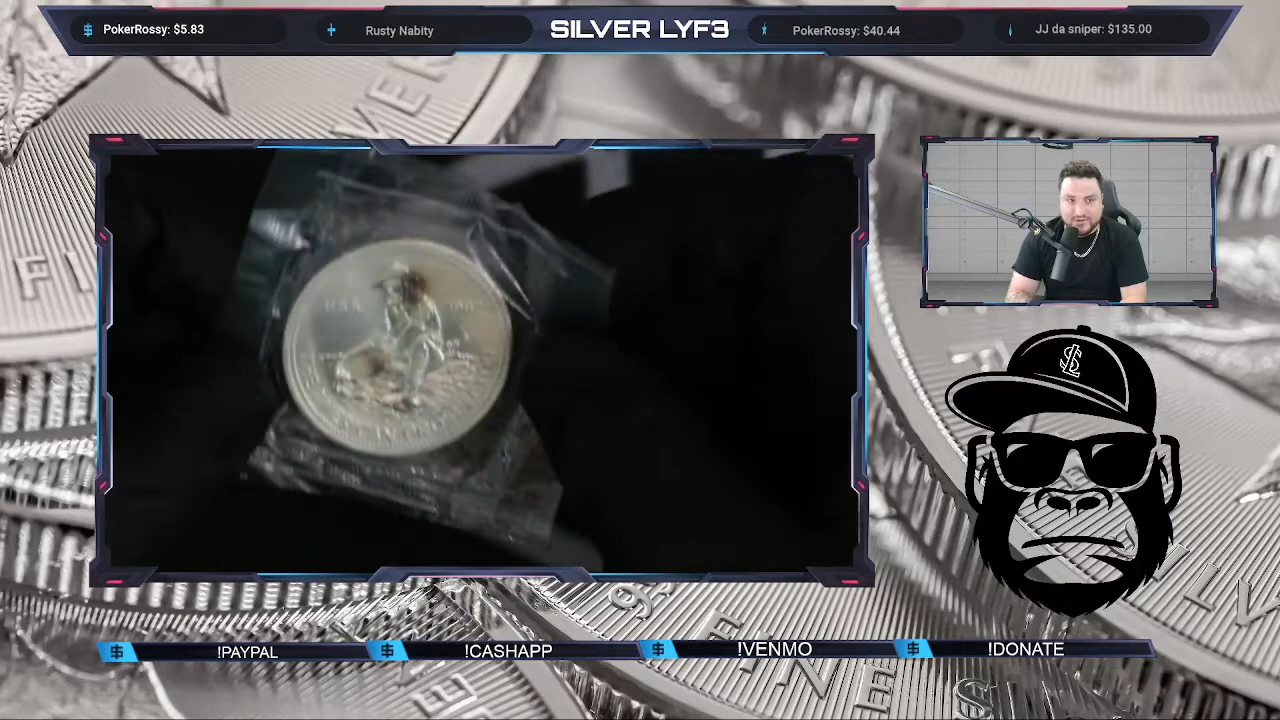 PokerRossy: $5.83
Rusty Nabity
SILVER LYF3
PokerRossy: $40.44
JJ da sniper: $135.00
!PAYPAL
!CASHAPP
!VENMO
!DONATE